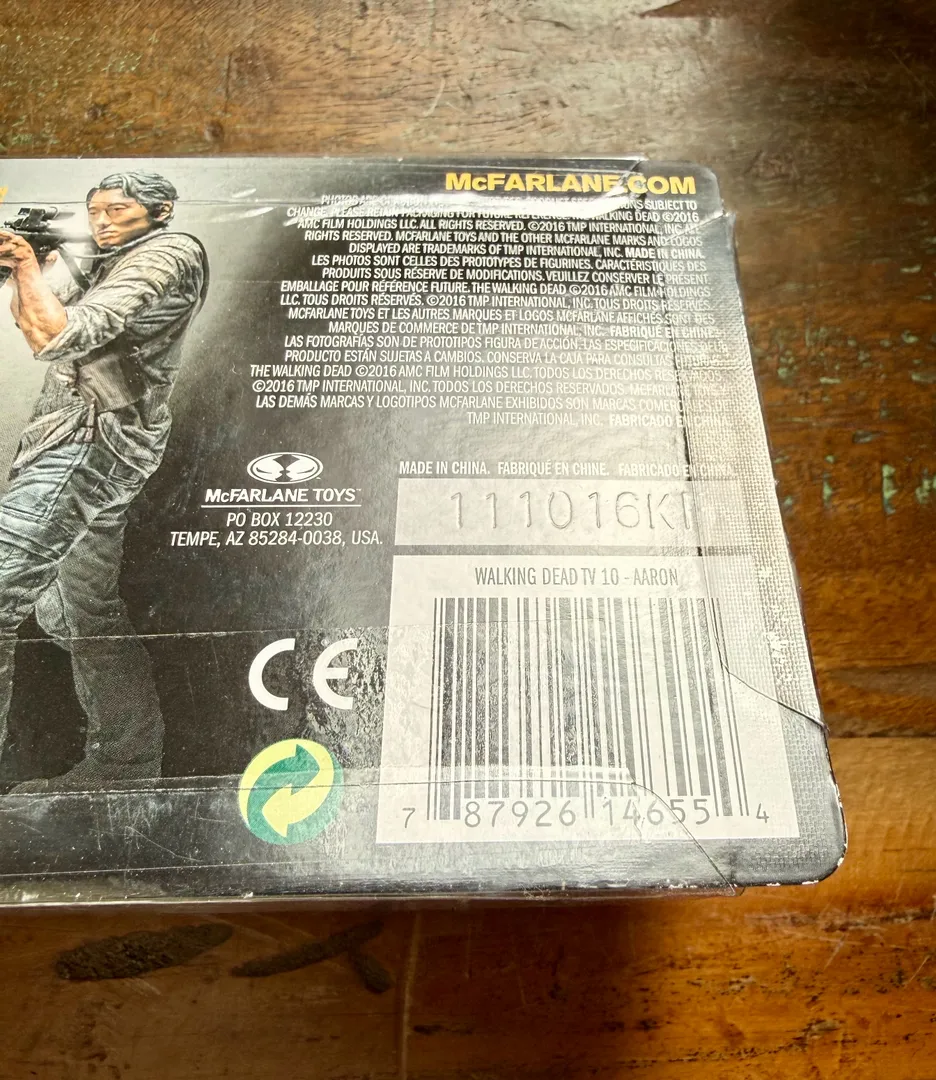 McFARLANE.COM
SUBJECT TO
CHANGE. PLEASE RETAIN PACKAGING FOR FUTURE REFERENCE. THE WALKING DEAD ©2016
AMC FILM HOLDINGS LLC. ALL RIGHTS RESERVED. ©2016 TMP INTERNATIONAL, INC. ALL
RIGHTS RESERVED. MCFARLANE TOYS AND THE OTHER MCFARLANE MARKS AND LOGOS
DISPLAYED ARE TRADEMARKS OF TMP INTERNATIONAL, INC. MADE IN CHINA.
LES PHOTOS SONT CELLES DES PROTOTYPES DE FIGURINES. CARACTÉRISTIQUES DES
PRODUITS SOUS RÉSERVE DE MODIFICATIONS. VEUILLEZ CONSERVER LE PRÉSENT
EMBALLAGE POUR RÉFÉRENCE FUTURE. THE WALKING DEAD ©2016 AMC FILM HOLDINGS
LLC. TOUS DROITS RÉSERVÉS. ©2016 TMP INTERNATIONAL, INC. TOUS DROITS RÉSERVÉS.
MCFARLANE TOYS ET LES AUTRES MARQUES ET LOGOS MCFARLANE AFFICHÉS SONT DES
MARQUES DE COMMERCE DE TMP INTERNATIONAL, INC. FABRIQUÉ EN CHINE.
LAS FOTOGRAFÍAS SON DE PROTOTIPOS FIGURA DE ACCIÓN. LAS ESPECIFICACIONES DEL
PRODUCTO ESTÁN SUJETAS A CAMBIOS. CONSERVA LA CAJA PARA CONSULTAS
THE WALKING DEAD ©2016 AMC FILM HOLDINGS LLC. TODOS LOS DERECHOS
©2016 TMP INTERNATIONAL, INC. TODOS LOS DERECHOS RESERVADOS. MCFARLANE TOYS
LAS DEMÁS MARCAS Y LOGOTIPOS MCFARLANE EXHIBIDOS SON MARCAS COMERCIALES DE
TMP INTERNATIONAL, INC. FABRICADO EN CHINA.
McFARLANE TOYS™
PO BOX 12230
TEMPE, AZ 85284-0038, USA.
MADE IN CHINA. FABRIQUÉ EN CHINE. FABRICADO EN CHINA.
111016K
WALKING DEAD TV 10 - AARON
CE
7 87926 14655 4